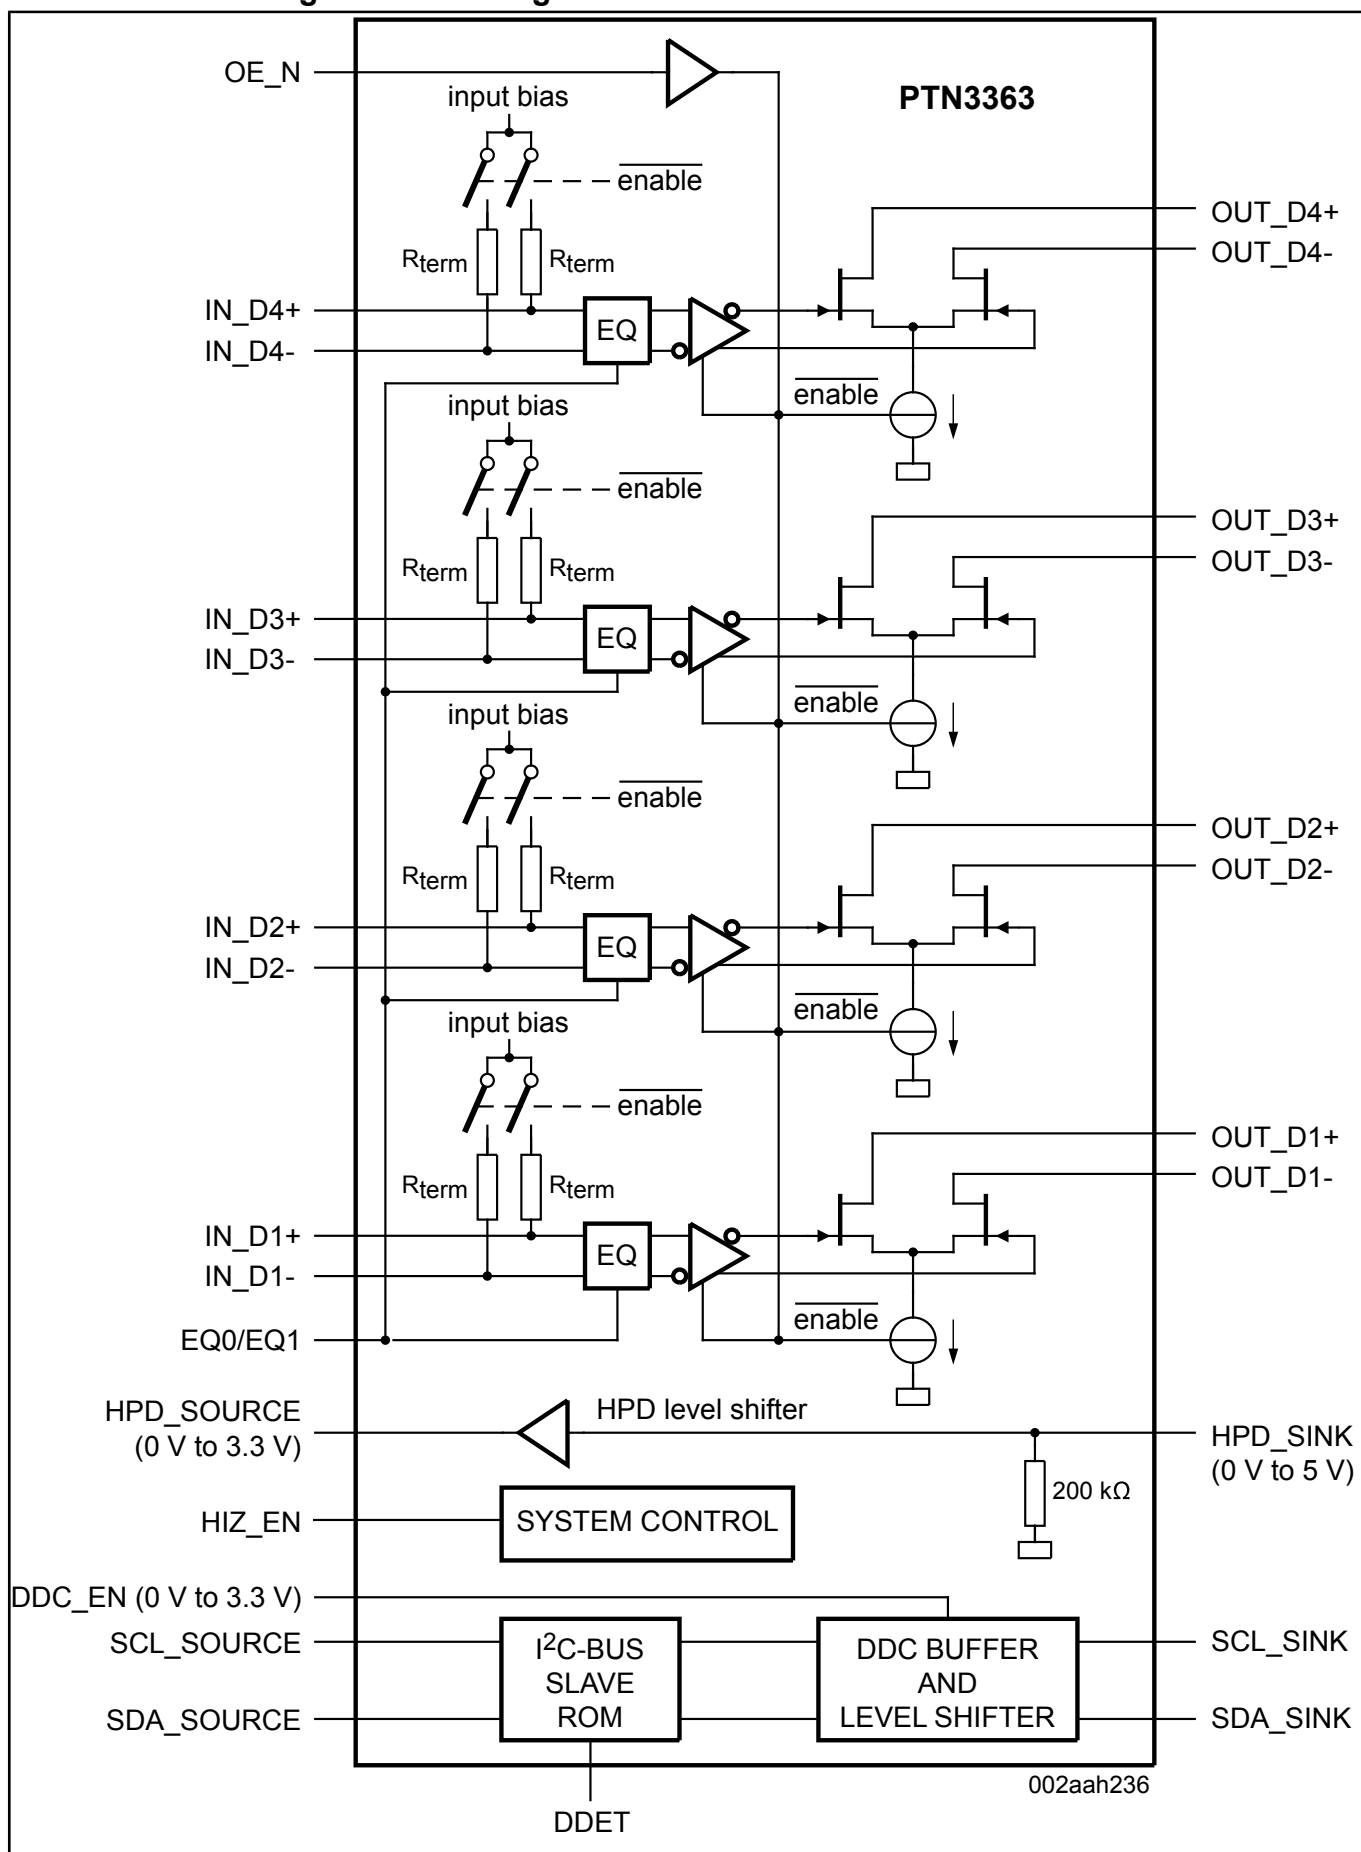 OE_N
input bias
PTN3363
enable
OUT_D4+
OUT_D4-
Rterm
Rterm
IN_D4+
IN_D4-
EQ
enable
input bias
enable
OUT_D3+
OUT_D3-
Rterm
Rterm
IN_D3+
IN_D3-
EQ
enable
input bias
enable
OUT_D2+
OUT_D2-
Rterm
Rterm
IN_D2+
IN_D2-
EQ
enable
input bias
enable
OUT_D1+
OUT_D1-
Rterm
Rterm
IN_D1+
IN_D1-
EQ
enable
EQ0/EQ1
HPD_SOURCE
(0 V to 3.3 V)
HPD level shifter
HPD_SINK
(0 V to 5 V)
200 kΩ
HIZ_EN
SYSTEM CONTROL
DDC_EN (0 V to 3.3 V)
SCL_SOURCE
SDA_SOURCE
I²C-BUS
SLAVE
ROM
DDC BUFFER
AND
LEVEL SHIFTER
SCL_SINK
SDA_SINK
002aah236
DDET